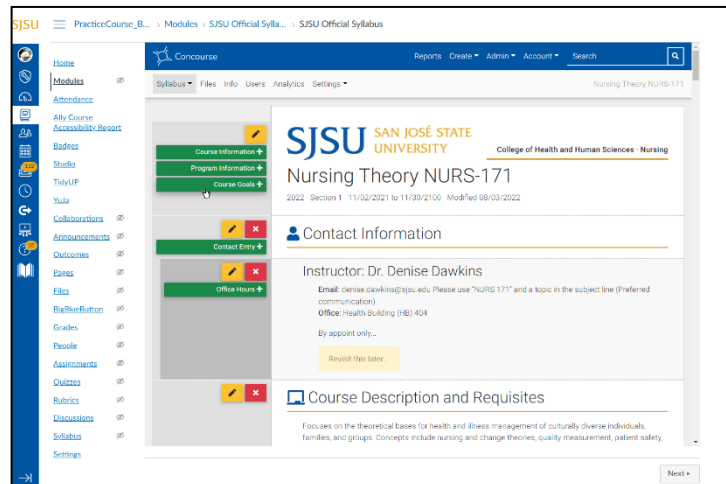 SJSU
PracticeCourse_B... > Modules > SJSU Official Sylla... > SJSU Official Syllabus
Home
Modules
Attendance
Ally Course
Accessibility Report
Badges
Studio
TidyUP
YuJa
Collaborations
Announcements
Outcomes
Pages
Files
BigBlueButton
Grades
People
Assignments
Quizzes
Rubrics
Discussions
Syllabus
Settings
Concourse
Reports Create Admin Account Search
Syllabus Files Info Users Analytics Settings Nursing Theory NURS-171
Course Information +
Program Information +
Course Goals +
SJSU SAN JOSÉ STATE
UNIVERSITY
College of Health and Human Sciences · Nursing
Nursing Theory NURS-171
2022 Section 1 11/02/2021 to 11/30/2100 Modified 08/03/2022
Contact Entry +
Contact Information
Office Hours +
Instructor: Dr. Denise Dawkins
Email: denise.dawkins@sjsu.edu Please use "NURS 171" and a topic in the subject line (Preferred
communication)
Office: Health Building (HB) 404
By appoint only...
Revisit this later...
Course Description and Requisites
Focuses on the theoretical bases for health and illness management of culturally diverse individuals,
families, and groups. Concepts include nursing and change theories, quality measurement, patient safety,
Next